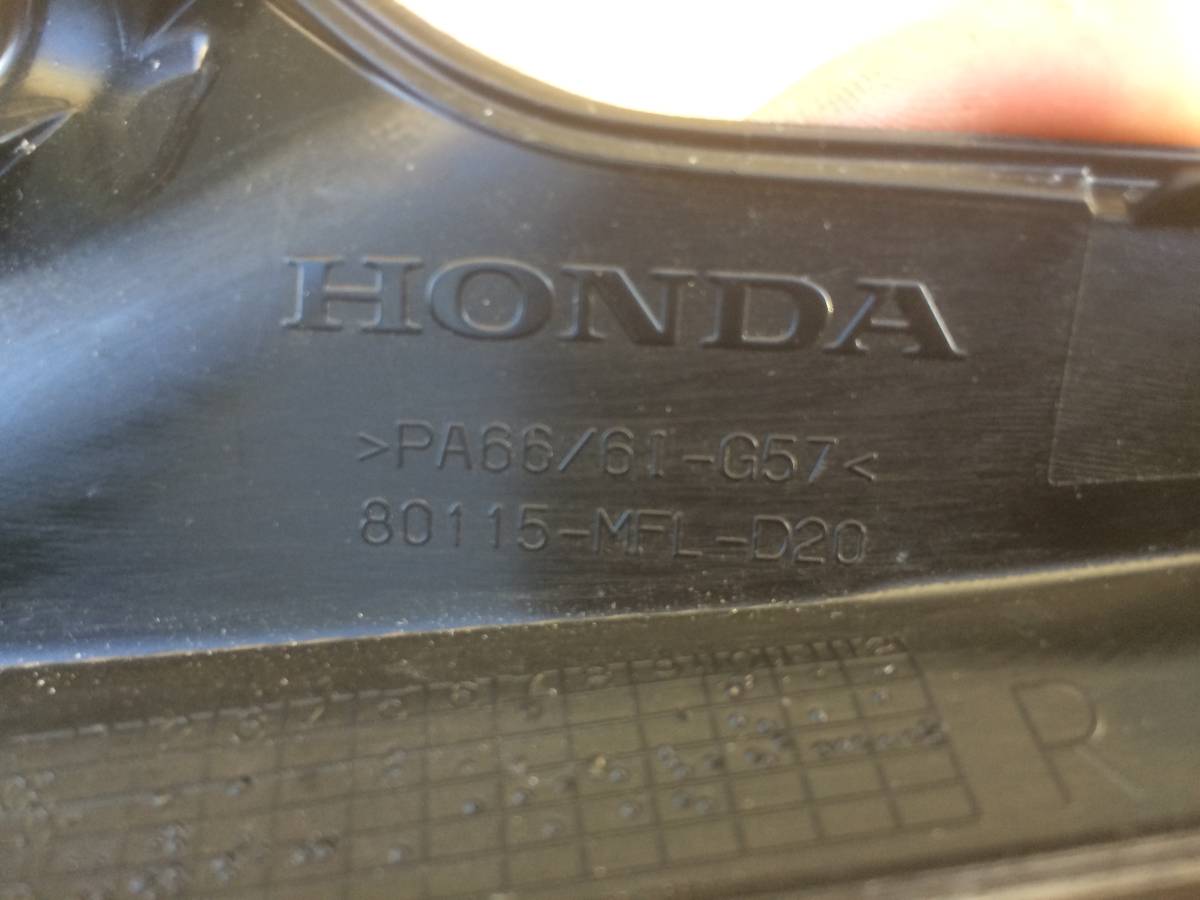 HONDA
>PA66/6I-G57<
80115-MFL-D20
R